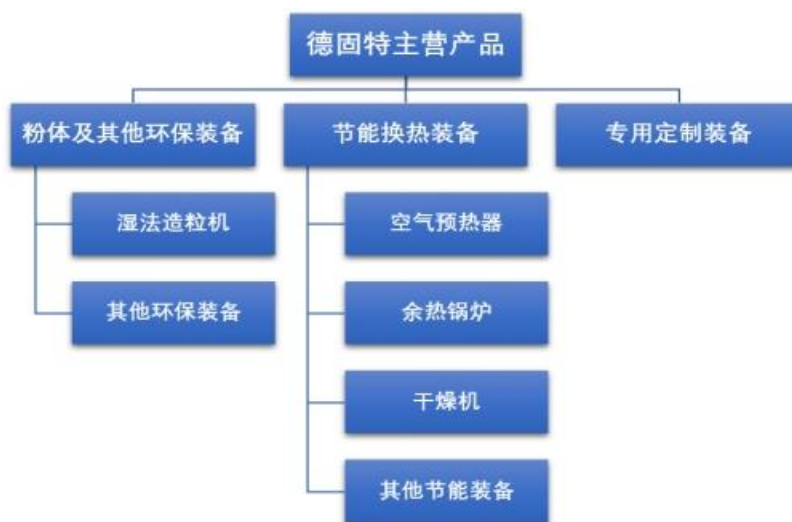 德固特主营产品
粉体及其他环保装备
节能换热装备
专用定制装备
湿法造粒机
空气预热器
其他环保装备
余热锅炉
干燥机
其他节能装备